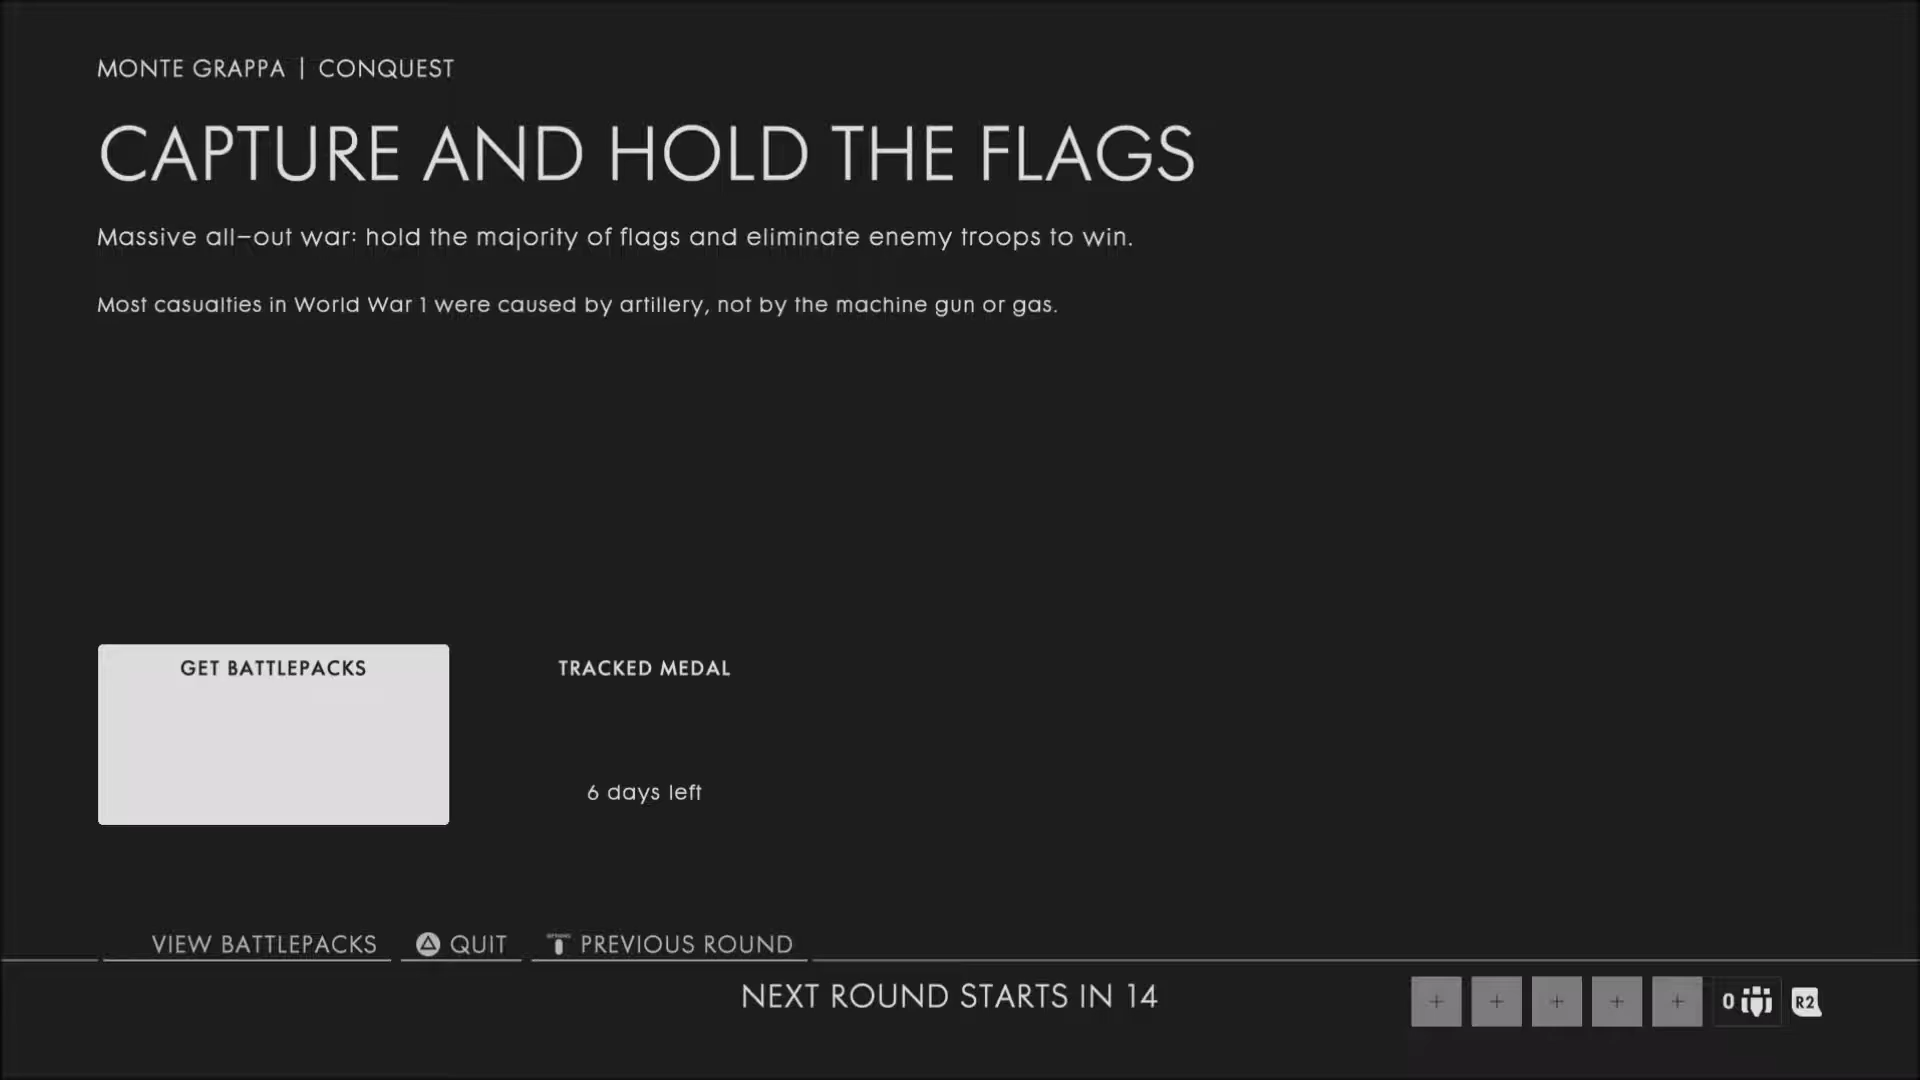 MONTE GRAPPA | CONQUEST
CAPTURE AND HOLD THE FLAGS
Massive all-out war: hold the majority of flags and eliminate enemy troops to win.
Most casualties in World War 1 were caused by artillery, not by the machine gun or gas.
GET BATTLEPACKS
TRACKED MEDAL
6 days left
VIEW BATTLEPACKS
QUIT
OPTIONS
PREVIOUS ROUND
NEXT ROUND STARTS IN 14
+ + + + +
0
R2